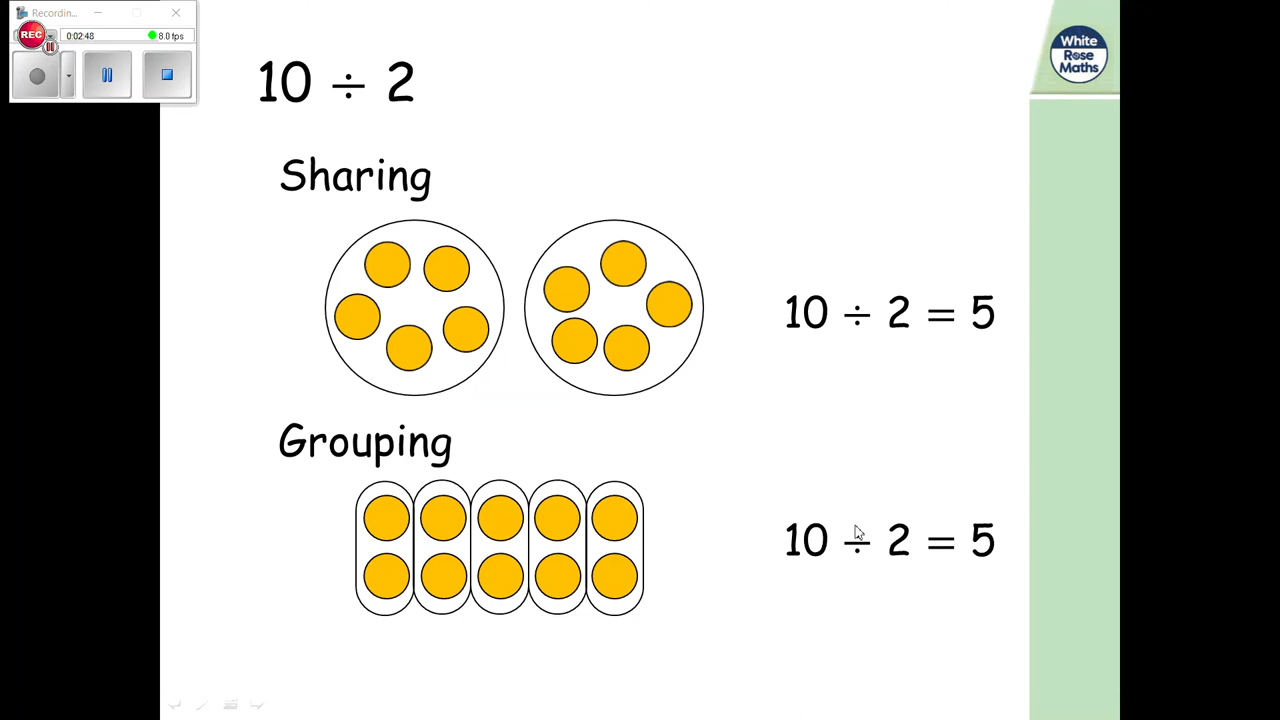 Recordin...
REC
0:02:48
8.0 fps
White
Rose
Maths
10 ÷ 2
Sharing
10 ÷ 2 = 5
Grouping
10 ÷ 2 = 5